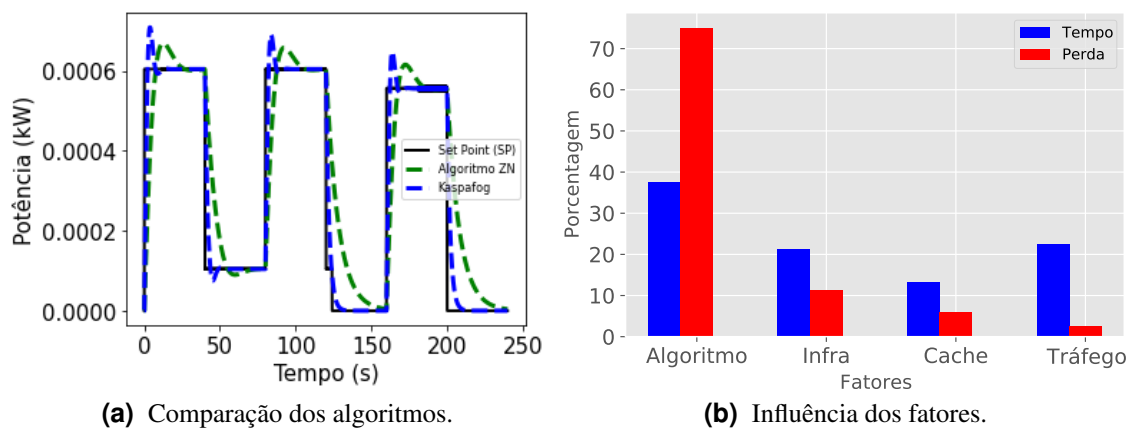 Potência (kW)
0.0006
0.0004
0.0002
0.0000
Set Point (SP)
Algoritmo ZN
Kaspafog
0 50 100 150 200 250
Tempo (s)
(a) Comparação dos algoritmos.
Porcentagem
70
60
50
40
30
20
10
0
Tempo
Perda
Algoritmo Infra Cache Tráfego
Fatores
(b) Influência dos fatores.